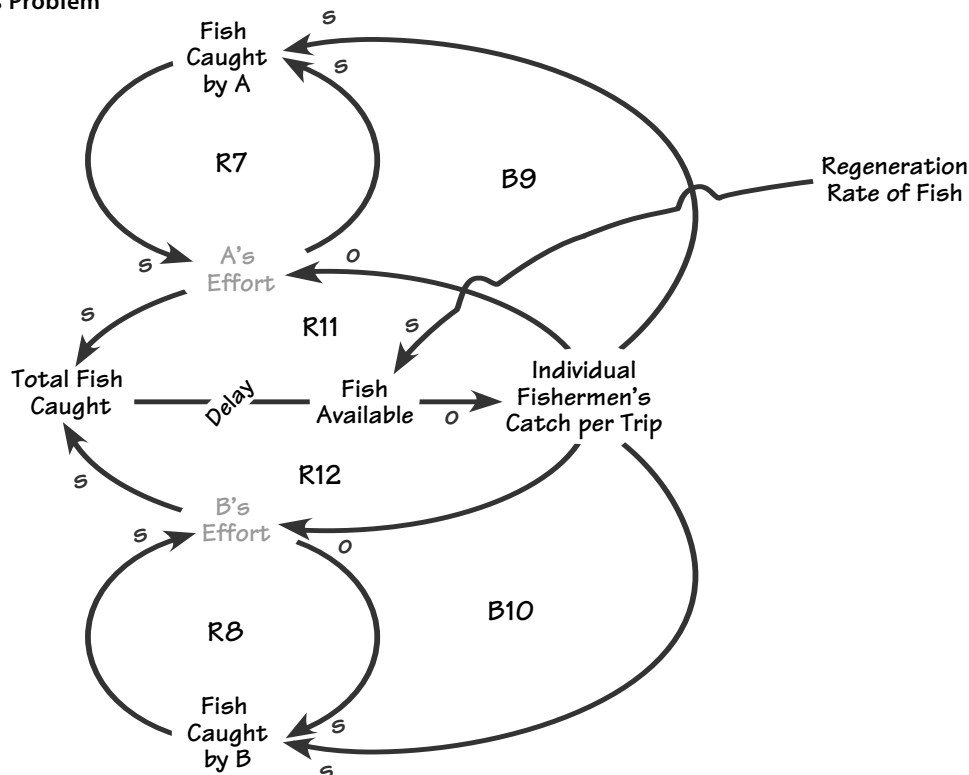 s Problem
s
Fish
Caught
by A
s
R7
B9
Regeneration
Rate of Fish
s
A's
Effort
o
s
R11
s
Total Fish
Caught
Delay
Fish
Available
o
Individual
Fishermen's
Catch per Trip
s
R12
B's
Effort
s
o
R8
B10
Fish
Caught
by B
s
s